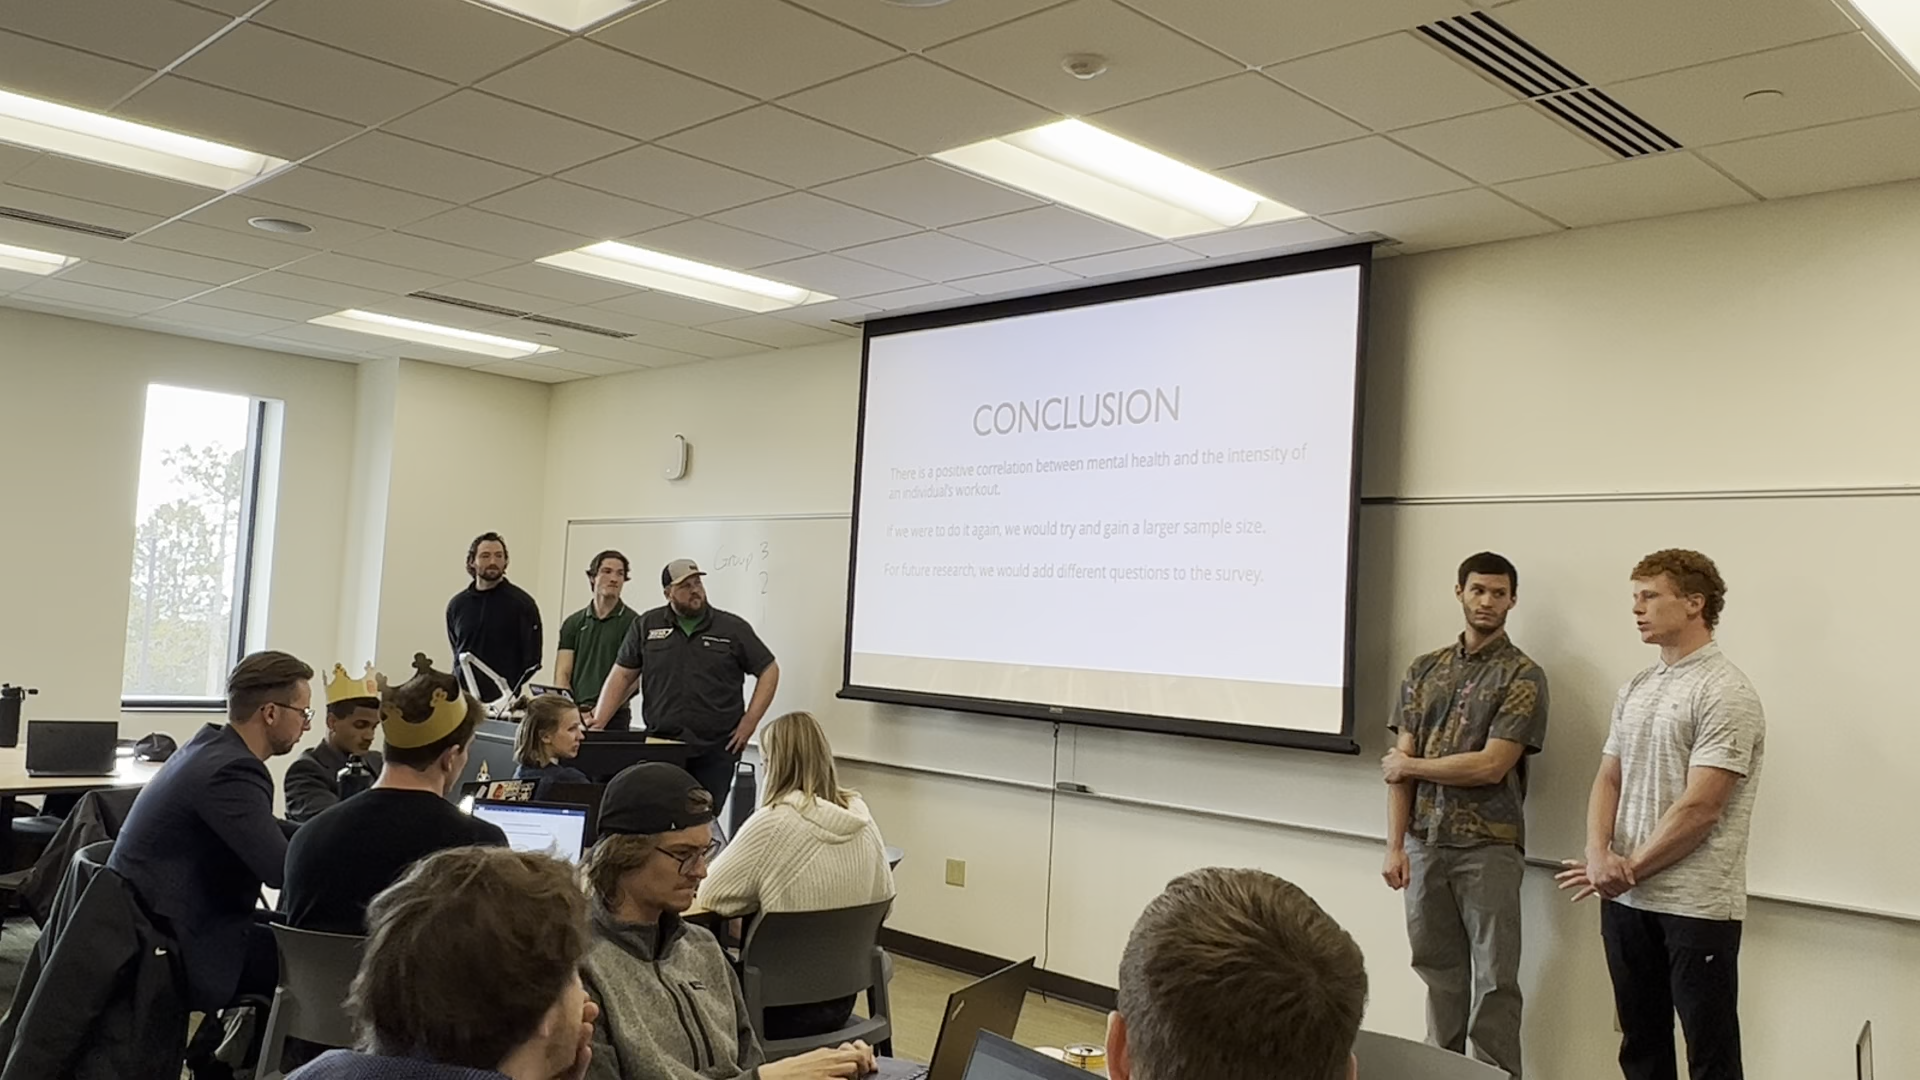 Group 3
2
CONCLUSION
There is a positive correlation between mental health and the intensity of
an individual's workout.
If we were to do it again, we would try and gain a larger sample size.
For future research, we would add different questions to the survey.